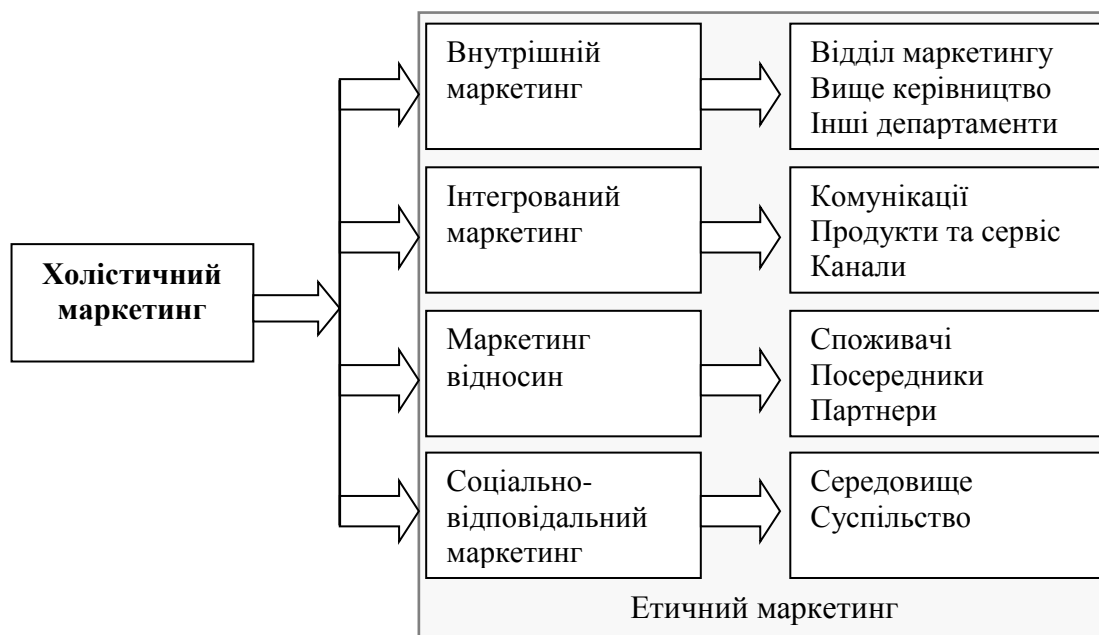 Холістичний
маркетинг
Внутрішній
маркетинг
Відділ маркетингу
Вище керівництво
Інші департаменти
Інтегрований
маркетинг
Комунікації
Продукти та сервіс
Канали
Маркетинг
відносин
Споживачі
Посередники
Партнери
Соціально-
відповідальний
маркетинг
Середовище
Суспільство
Етичний маркетинг